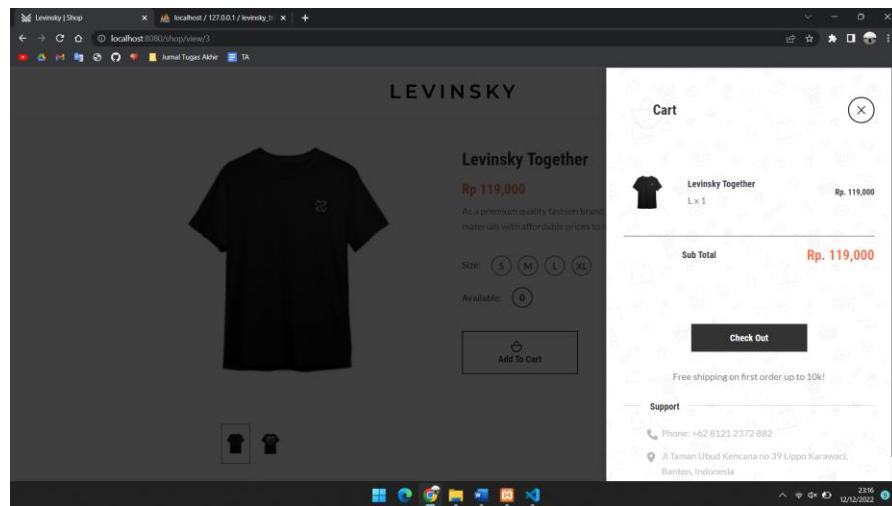 Levinsky | Shop
localhost / 127.0.0.1 / levinsky_b
localhost:8080/shop/view/3
Jurnal Tugas Akhir
TA
LEVINSKY
Levinsky Together
Rp 119,000
As a premium quality fashion brand,
materials with affordable prices to
Size: S M L XL
Available: 0
Add To Cart
Cart
Levinsky Together
L x 1
Rp. 119,000
Sub Total
Rp. 119,000
Check Out
Free shipping on first order up to 10k!
Support
Phone: +62 8121 2372 882
Jl Taman Ubud Kencana no 39 Lippo Karawaci,
Banten, Indonesia
23:16
12/12/2022